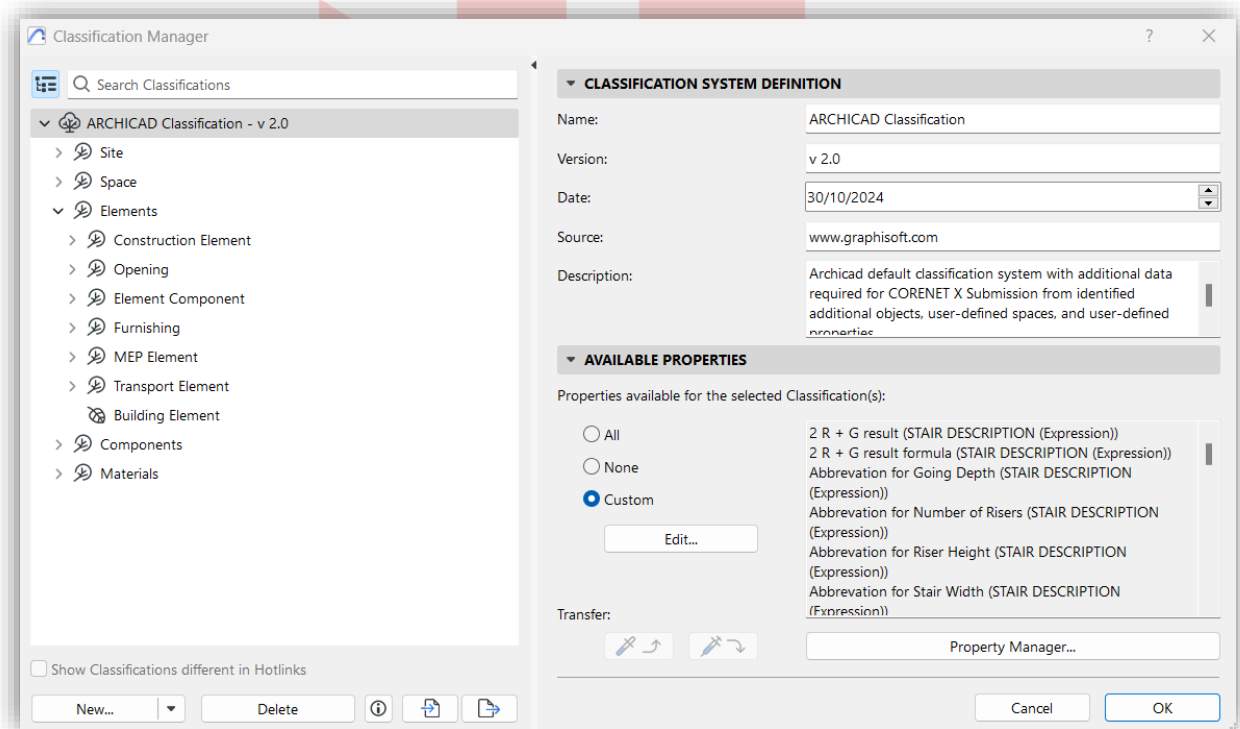 Classification Manager
?
Search Classifications
ARCHICAD Classification - v 2.0
Site
Space
Elements
Construction Element
Opening
Element Component
Furnishing
MEP Element
Transport Element
Building Element
Components
Materials
Show Classifications different in Hotlinks
New...
Delete
CLASSIFICATION SYSTEM DEFINITION
Name:
ARCHICAD Classification
Version:
v 2.0
Date:
30/10/2024
Source:
www.graphisoft.com
Description:
Archicad default classification system with additional data
required for CORENET X Submission from identified
additional objects, user-defined spaces, and user-defined
properties
AVAILABLE PROPERTIES
Properties available for the selected Classification(s):
All
None
Custom
Edit...
2 R + G result (STAIR DESCRIPTION (Expression))
2 R + G result formula (STAIR DESCRIPTION (Expression))
Abbrevation for Going Depth (STAIR DESCRIPTION
(Expression))
Abbrevation for Number of Risers (STAIR DESCRIPTION
(Expression))
Abbrevation for Riser Height (STAIR DESCRIPTION
(Expression))
Abbrevation for Stair Width (STAIR DESCRIPTION
(Expression))
Transfer:
Property Manager...
Cancel
OK